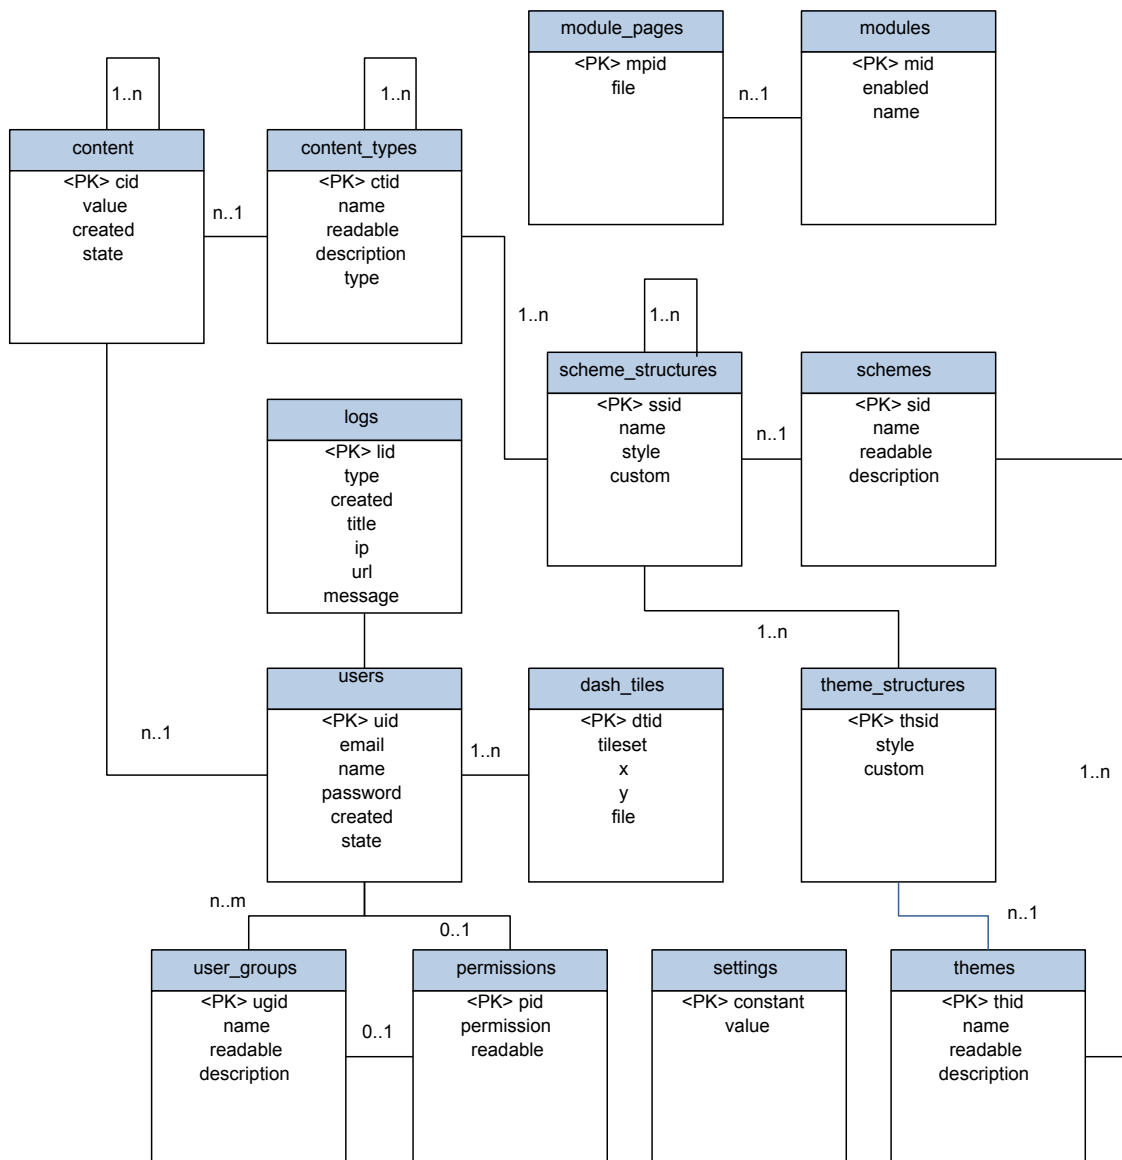 module_pages
<PK> mpid
file
n..1
modules
<PK> mid
enabled
name
1..n
content
<PK> cid
value
created
state
n..1
1..n
content_types
<PK> ctid
name
readable
description
type
1..n
1..n
scheme_structures
<PK> ssid
name
style
custom
n..1
schemes
<PK> sid
name
readable
description
logs
<PK> lid
type
created
title
ip
url
message
1..n
n..1
users
<PK> uid
email
name
password
created
state
1..n
dash_tiles
<PK> dtid
tileset
x
y
file
theme_structures
<PK> thsid
style
custom
1..n
n..m
0..1
n..1
user_groups
<PK> ugid
name
readable
description
0..1
permissions
<PK> pid
permission
readable
settings
<PK> constant
value
themes
<PK> thid
name
readable
description